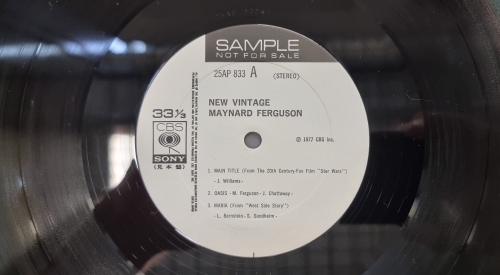 SAMPLE
NOT FOR SALE
25AP 833 A (STEREO)
NEW VINTAGE
MAYNARD FERGUSON
33⅓
CBS
SONY
(見本盤)
℗ 1977 CBS Inc.
1. MAIN TITLE (From The 20th Century-Fox Film "Star Wars")
- J. Williams -
2. OASIS - M. Ferguson - J. Chattaway -
3. MARIA (From "West Side Story")
- L. Bernstein - S. Sondheim -